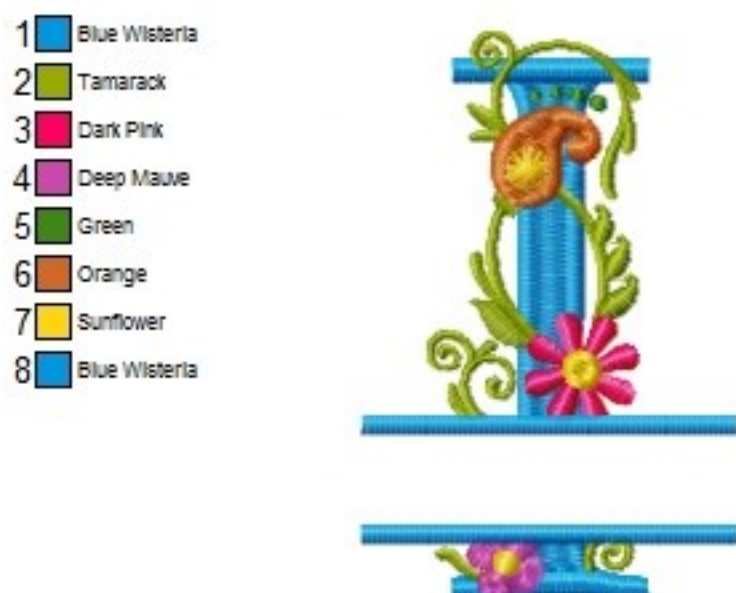 1 Blue Wisteria
2 Tamarack
3 Dark Pink
4 Deep Mauve
5 Green
6 Orange
7 Sunflower
8 Blue Wisteria